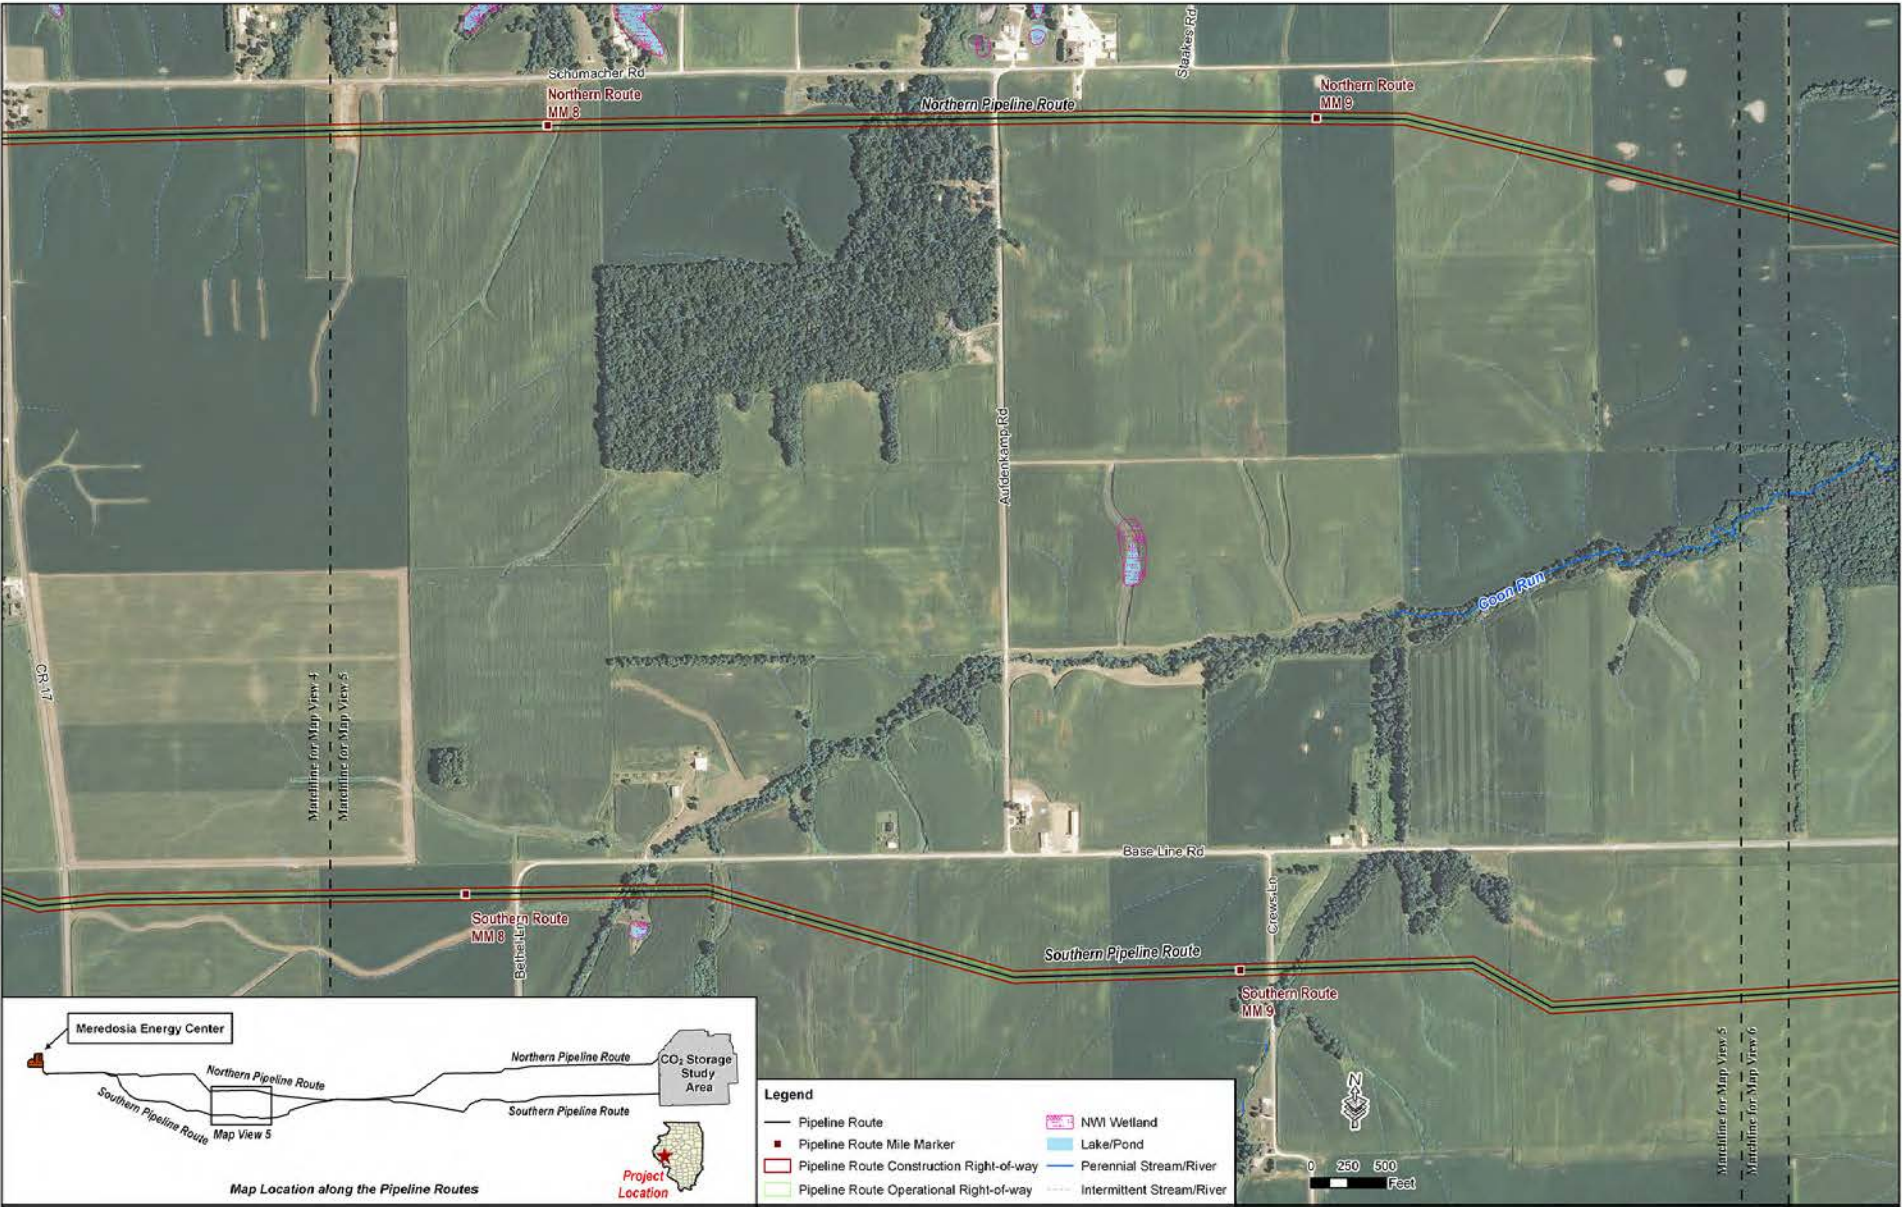 Staakes Rd
Schumacher Rd
Northern Route
MM 8
Northern Pipeline Route
Northern Route
MM 9
Aufdenkamp Rd
Coon Run
CR 17
Matchline for Map View 4
Matchline for Map View 5
Base Line Rd
Crews Ln
Southern Route
MM 8
Bethel Ln
Southern Pipeline Route
Southern Route
MM 9
Matchline for Map View 5
Matchline for Map View 6
Meredosia Energy Center
Northern Pipeline Route
Northern Pipeline Route
Southern Pipeline Route
Southern Pipeline Route
Map View 5
CO₂ Storage
Study
Area
Project
Location
Map Location along the Pipeline Routes
Legend
Pipeline Route
Pipeline Route Mile Marker
Pipeline Route Construction Right-of-way
Pipeline Route Operational Right-of-way
NWI Wetland
Lake/Pond
Perennial Stream/River
Intermittent Stream/River
N
0 250 500
Feet